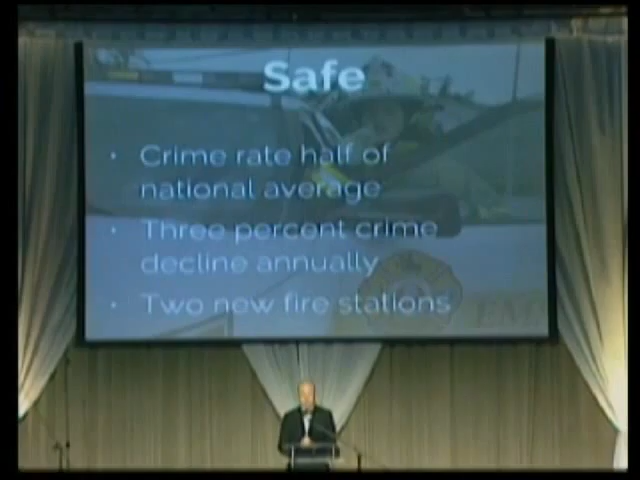 Safe
• Crime rate half of
national average
• Three percent crime
decline annually
• Two new fire stations